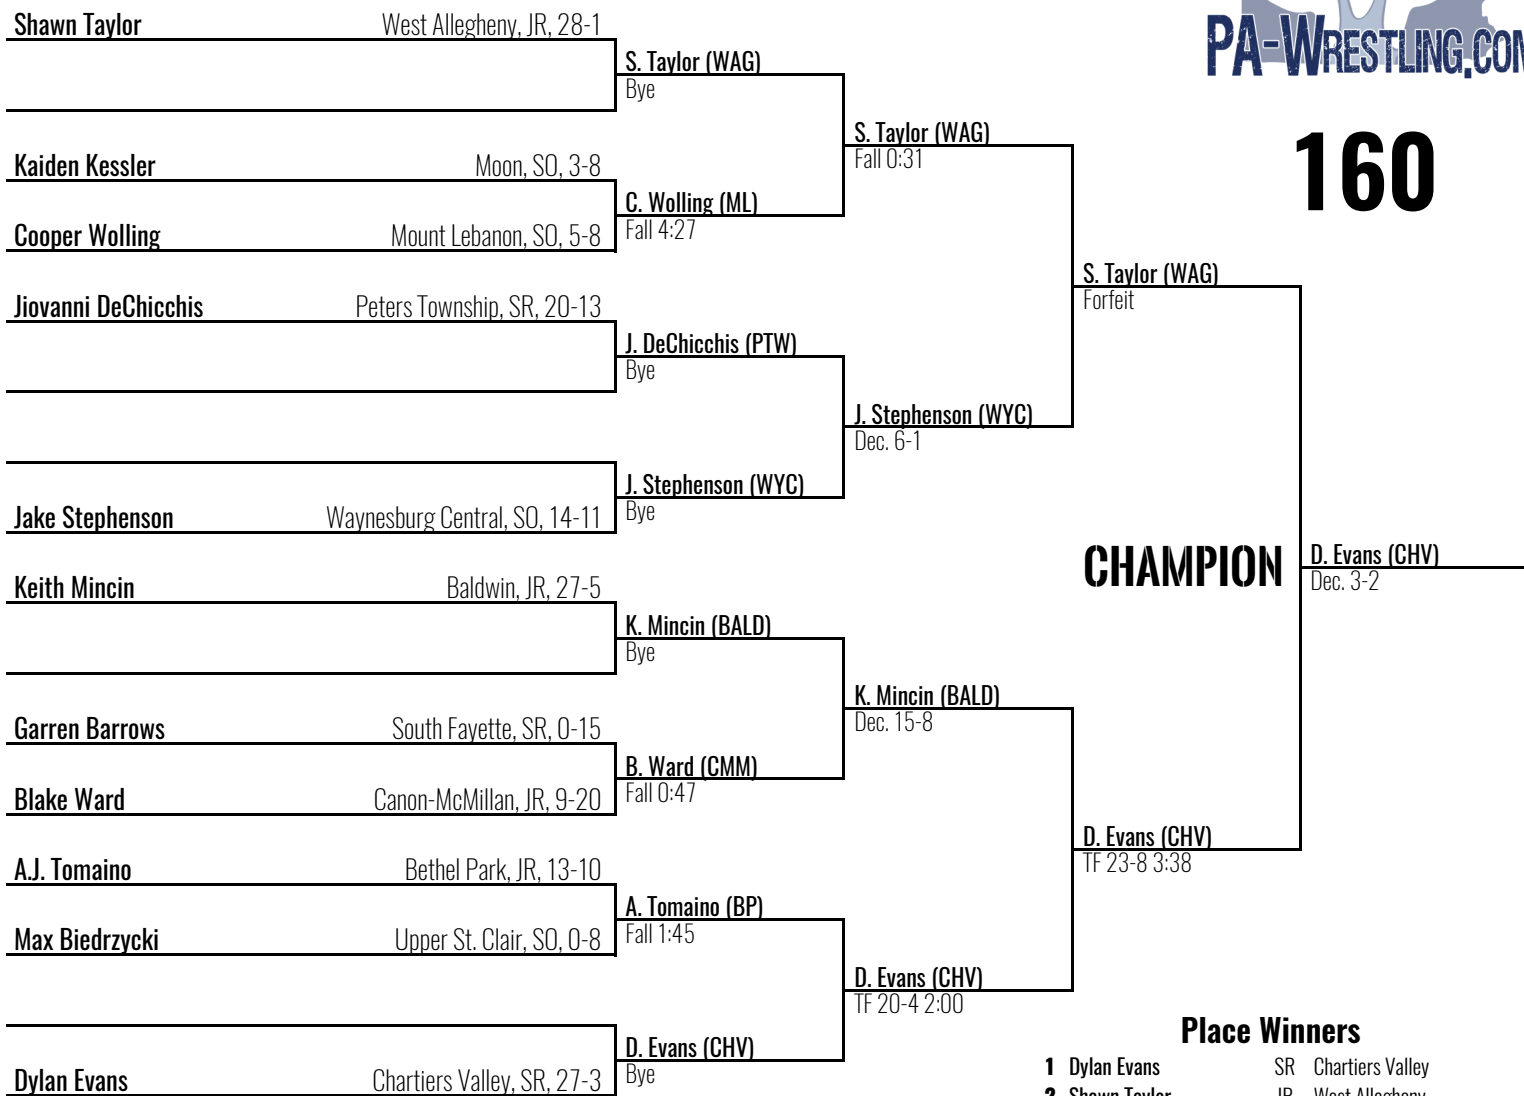 PA-WRESTLING.COM
160
Shawn Taylor West Allegheny, JR, 28-1
S. Taylor (WAG)
Bye
Kaiden Kessler Moon, SO, 3-8
C. Wolling (ML)
Fall 4:27
Cooper Wolling Mount Lebanon, SO, 5-8
S. Taylor (WAG)
Fall 0:31
Jiovanni DeChicchis Peters Township, SR, 20-13
J. DeChicchis (PTW)
Bye
J. Stephenson (WYC)
Bye
Jake Stephenson Waynesburg Central, SO, 14-11
J. Stephenson (WYC)
Dec. 6-1
S. Taylor (WAG)
Forfeit
Keith Mincin Baldwin, JR, 27-5
K. Mincin (BALD)
Bye
Garren Barrows South Fayette, SR, 0-15
B. Ward (CMM)
Fall 0:47
Blake Ward Canon-McMillan, JR, 9-20
K. Mincin (BALD)
Dec. 15-8
A.J. Tomaino Bethel Park, JR, 13-10
A. Tomaino (BP)
Fall 1:45
Max Biedrzycki Upper St. Clair, SO, 0-8
D. Evans (CHV)
Bye
Dylan Evans Chartiers Valley, SR, 27-3
D. Evans (CHV)
TF 20-4 2:00
D. Evans (CHV)
TF 23-8 3:38
CHAMPION
D. Evans (CHV)
Dec. 3-2
Place Winners
1 Dylan Evans SR Chartiers Valley
2 Shawn Taylor JR West Allegheny